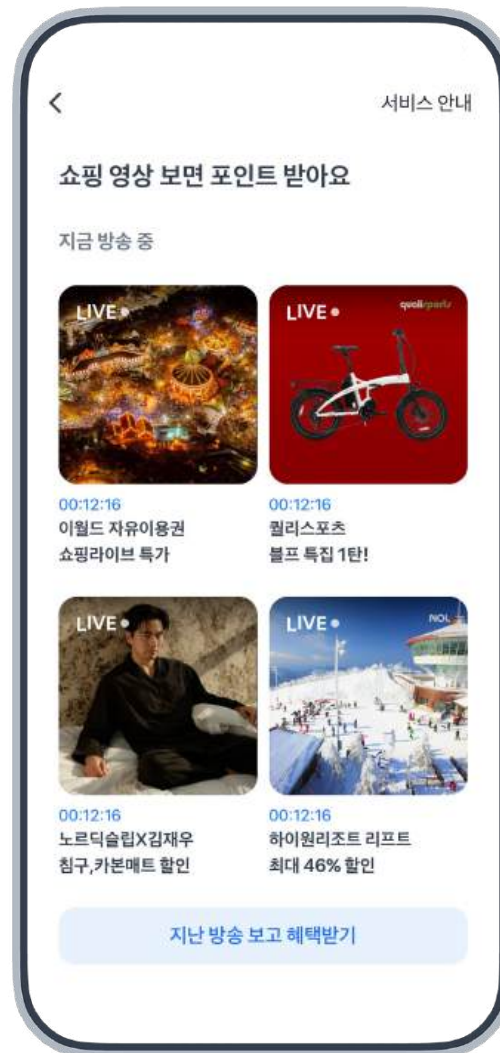 서비스 안내
쇼핑 영상 보면 포인트 받아요
지금 방송 중
LIVE
LIVE
qualisports
00:12:16
00:12:16
이월드 자유이용권
쇼핑라이브 특가
퀄리스포츠
블프 특집 1탄!
LIVE
LIVE
NOL
00:12:16
00:12:16
노르딕슬립X김재우
침구,카본매트 할인
하이원리조트 리프트
최대 46% 할인
지난 방송 보고 혜택받기